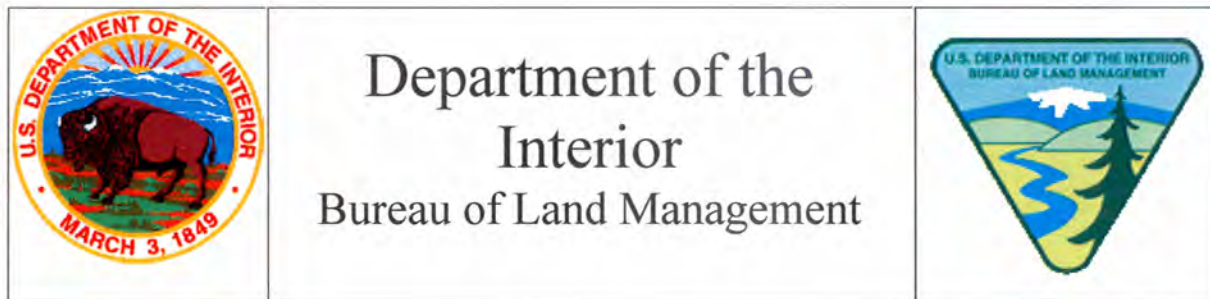 U.S. DEPARTMENT OF THE INTERIOR
MARCH 3, 1849
Department of the
Interior
Bureau of Land Management
U.S. DEPARTMENT OF THE INTERIOR
BUREAU OF LAND MANAGEMENT